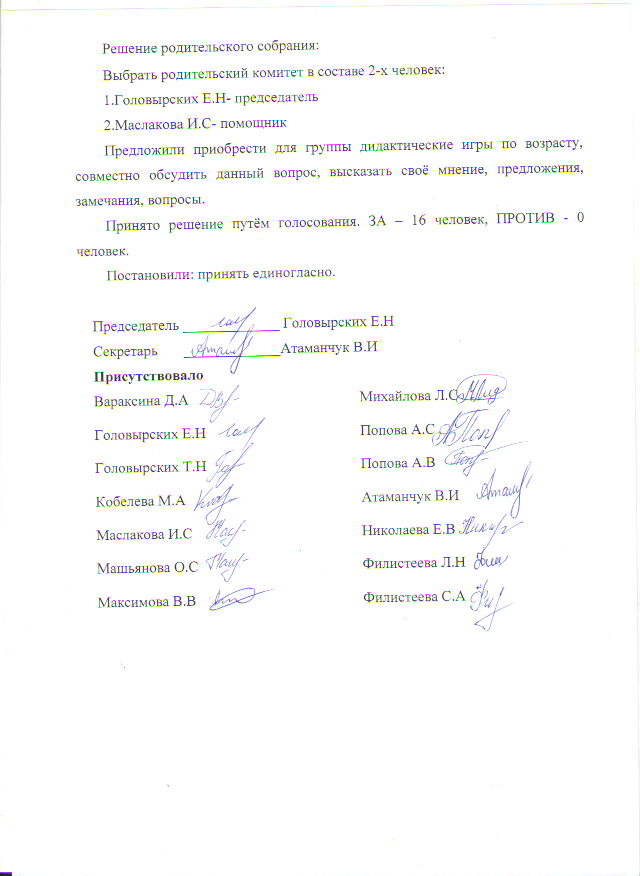 Решение родительского собрания:
Выбрать родительский комитет в составе 2-х человек:
1.Головырских Е.Н- председатель
2.Маслакова И.С- помощник
Предложили приобрести для группы дидактические игры по возрасту,
совместно обсудить данный вопрос, высказать своё мнение, предложения,
замечания, вопросы.
Принято решение путём голосования. ЗА – 16 человек, ПРОТИВ - 0
человек.
Постановили: принять единогласно.
Председатель Головырских Е.Н
Секретарь Атаманчук В.И
Присутствовало
Вараксина Д.А
Головырских Е.Н
Головырских Т.Н
Кобелева М.А
Маслакова И.С
Машьянова О.С
Максимова В.В
Михайлова Л.С
Попова А.С
Попова А.В
Атаманчук В.И
Николаева Е.В
Филистеева Л.Н
Филистеева С.А